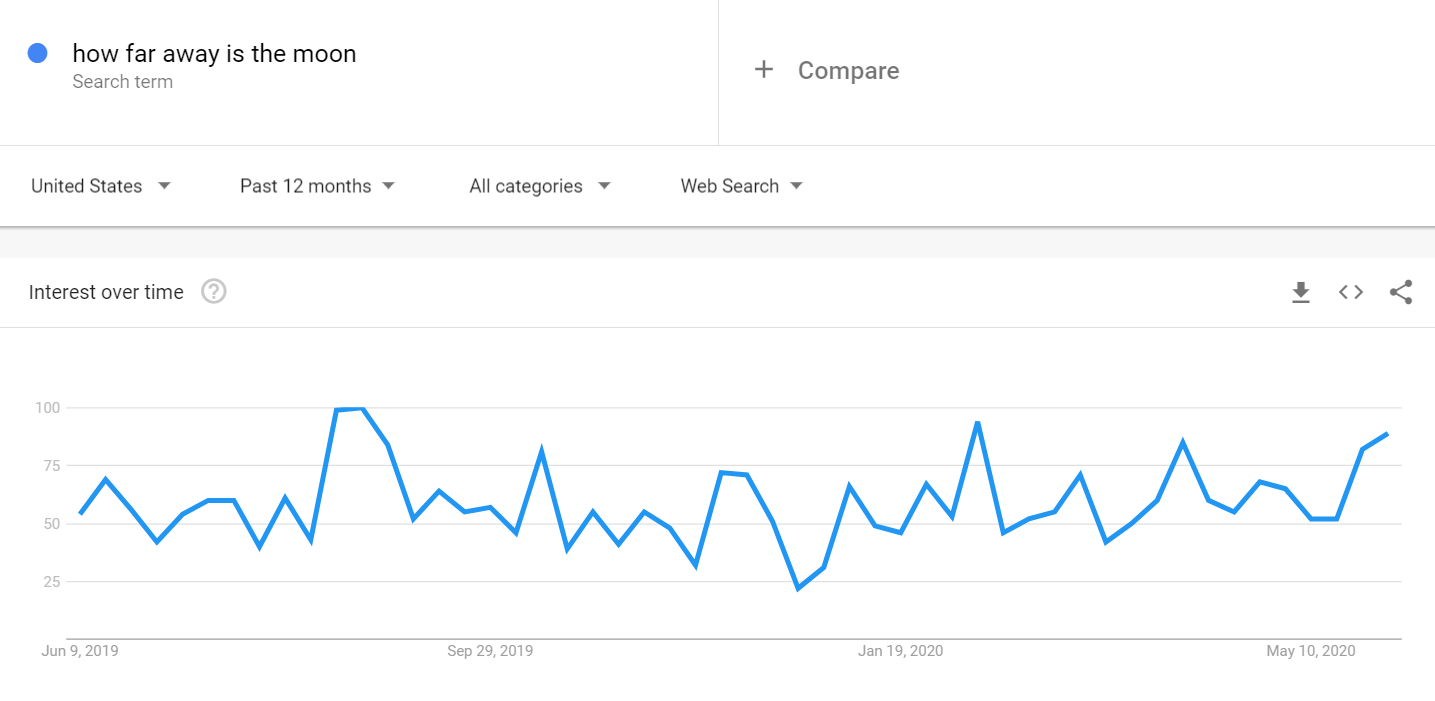 how far away is the moon
Search term
+ Compare
United States
Past 12 months
All categories
Web Search
Interest over time ?
100
75
50
25
Jun 9, 2019
Sep 29, 2019
Jan 19, 2020
May 10, 2020